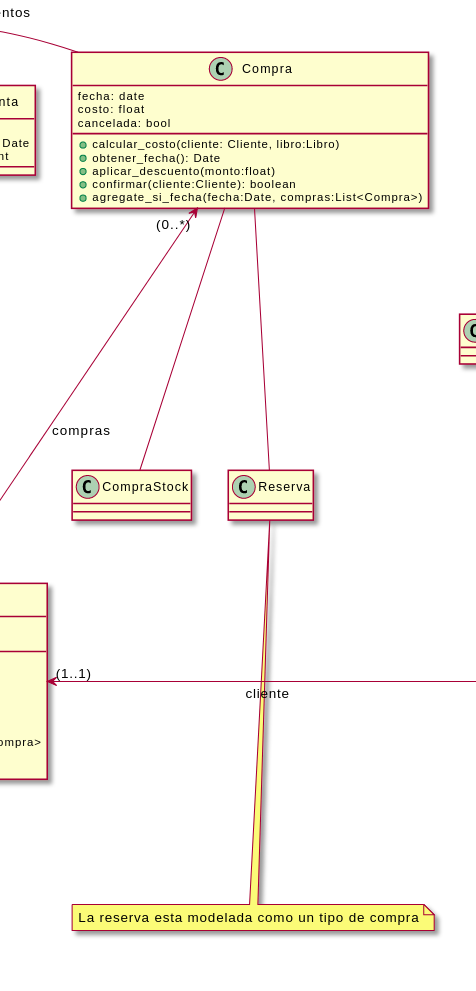 entos
C Compra
fecha: date
costo: float
cancelada: bool
calcular_costo(cliente: Cliente, libro:Libro)
obtener_fecha(): Date
aplicar_descuento(monto:float)
confirmar(cliente:Cliente): boolean
agregate_si_fecha(fecha:Date, compras:List<Compra>)
nta
Date
nt
(0..*)
C
compras
C CompraStock
C Reserva
(1..1)
cliente
ompra>
La reserva esta modelada como un tipo de compra